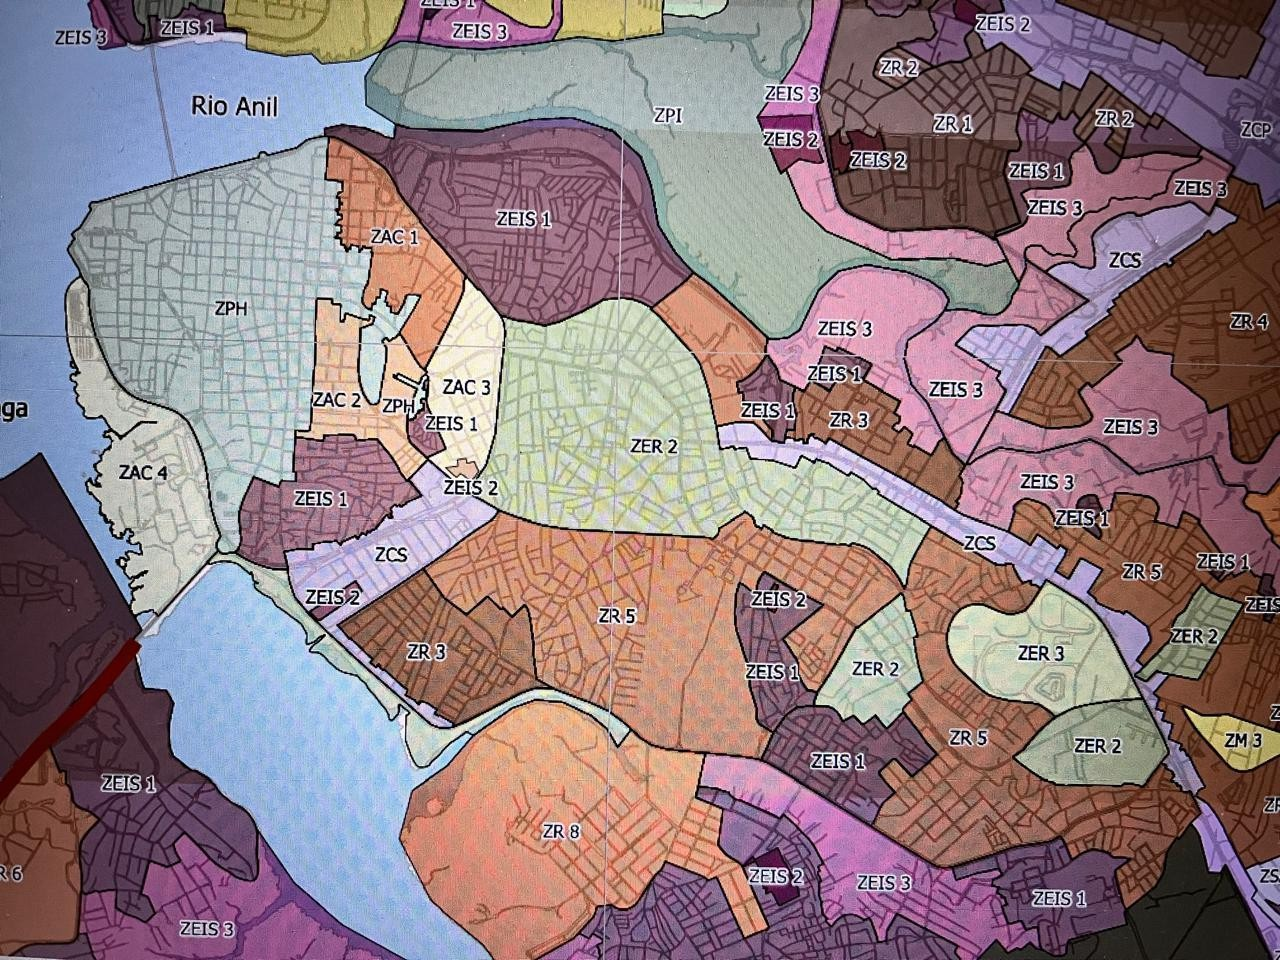 ZEIS 1
ZEIS 3
ZEIS 1
ZEIS 3
ZEIS 2
ZR 2
ZEIS 3
Rio Anil
ZPI
ZR 1
ZR 2
ZCP
ZEIS 2
ZEIS 2
ZEIS 1
ZEIS 3
ZEIS 3
ZEIS 1
ZAC 1
ZCS
ZPH
ZEIS 3
ZR 4
ZAC 3
ZEIS 1
ZEIS 3
ZAC 2
ZPH
ga
ZEIS 1
ZEIS 1
ZR 3
ZEIS 3
ZER 2
ZAC 4
ZEIS 2
ZEIS 3
ZEIS 1
ZEIS 1
ZCS
ZCS
ZEIS 1
ZR 5
ZEIS 2
ZEIS 2
ZEIS
ZR 5
ZER 2
ZR 3
ZER 3
ZEIS 1
ZER 2
ZR 5
ZER 2
ZM 3
ZEIS 1
ZEIS 1
ZR 8
R 6
ZEIS 2
ZEIS 3
ZEIS 1
ZEIS 3